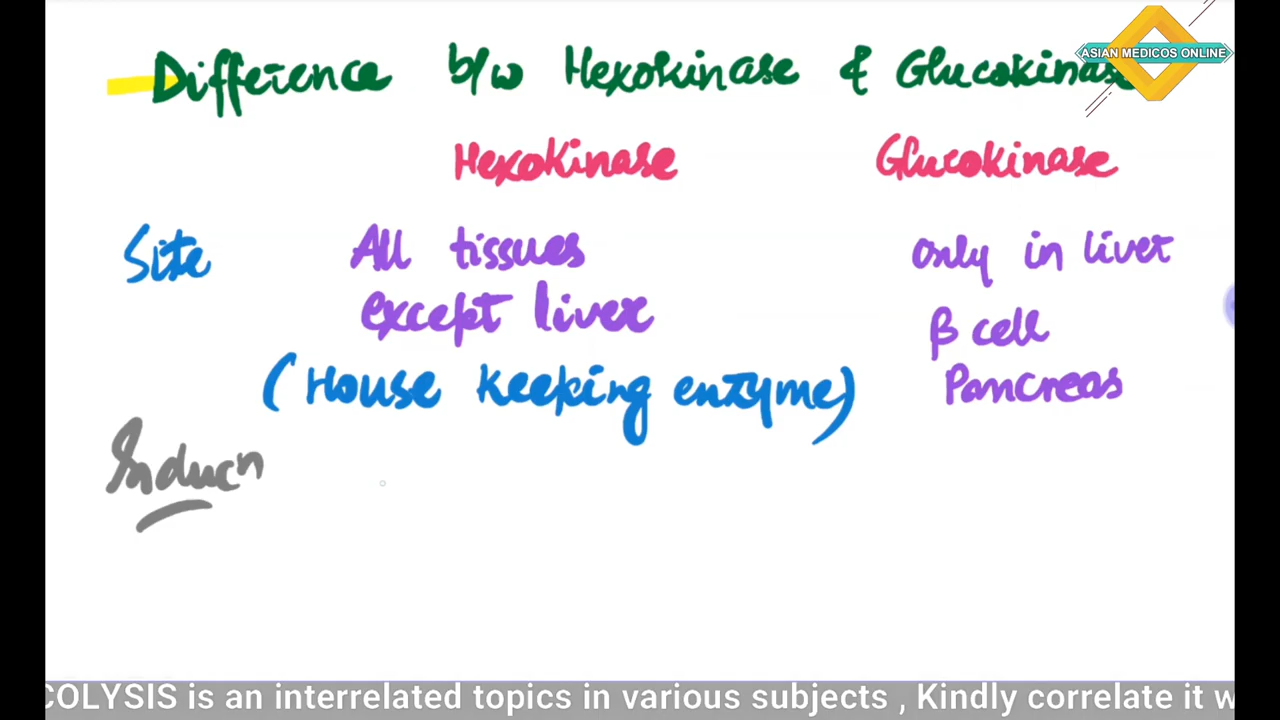 Difference b/w Hexokinase & Glucokinase
ASIAN MEDICOS ONLINE
Hexokinase Glucokinase
Site All tissues only in liver
except liver β cell
(House keeking enzyme) Pancreas
Inducn
COLYSIS is an interrelated topics in various subjects , Kindly correlate it w